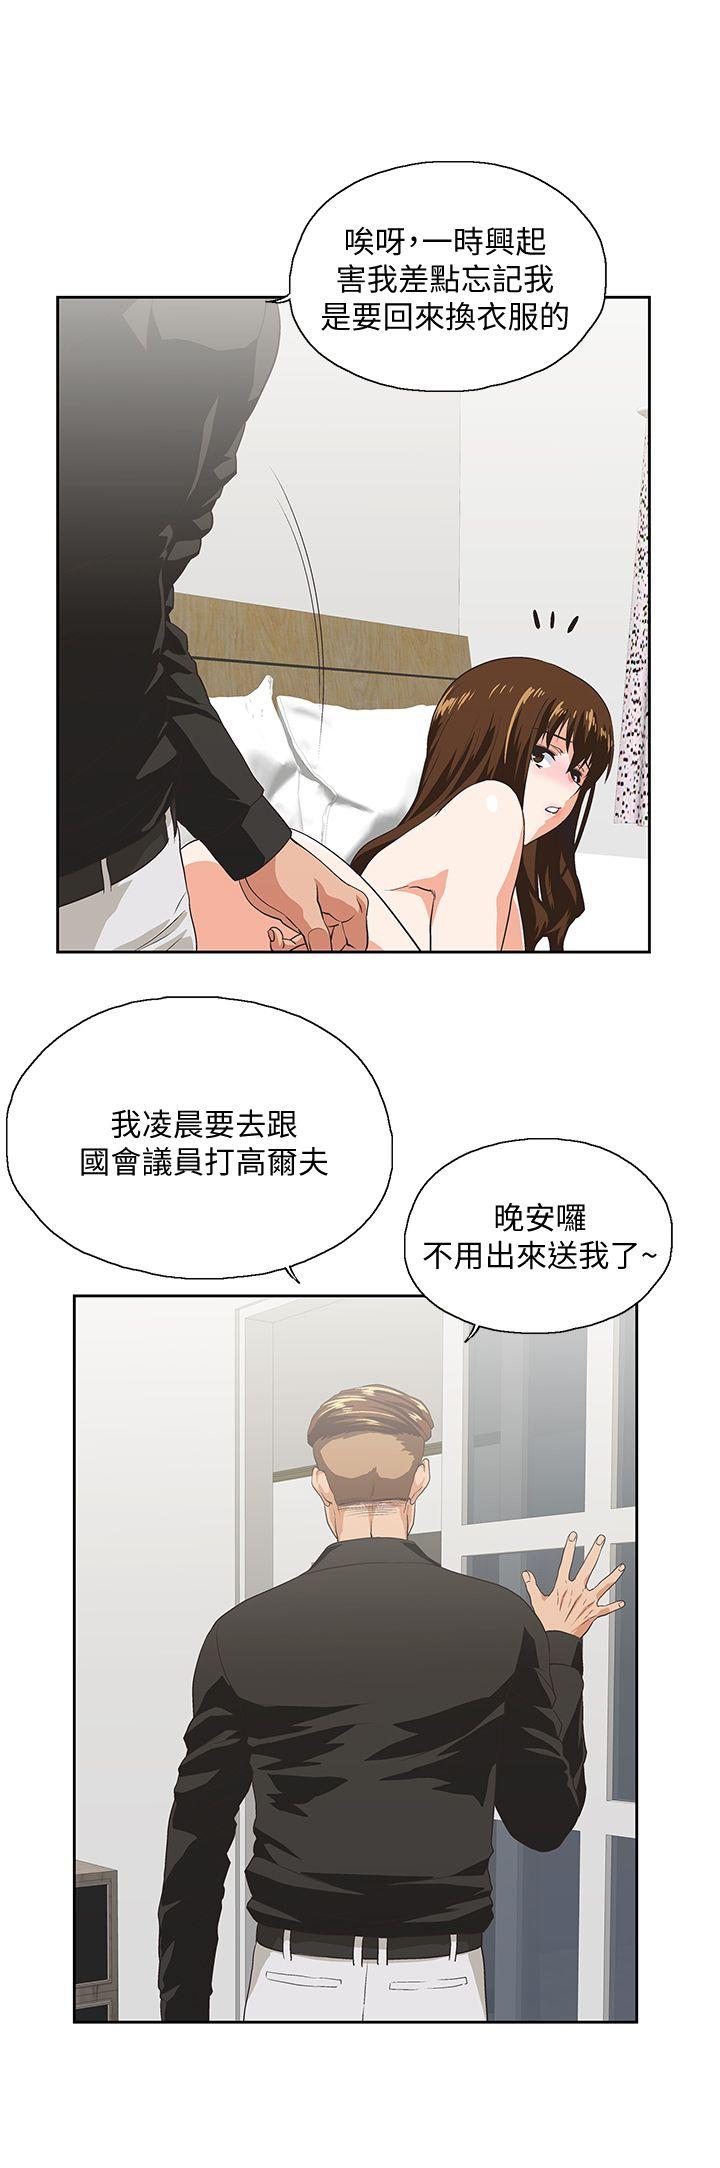 唉呀，一時興起
害我差點忘記我
是要回來換衣服的
我凌晨要去跟
國會議員打高爾夫
晚安囉
不用出來送我了~